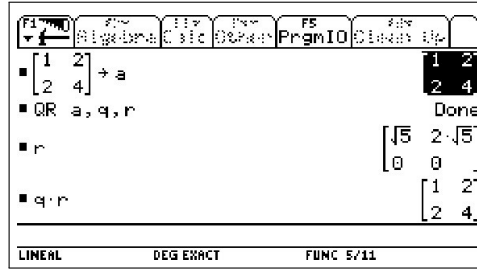 F1 Algebra Calc Other F5 PrgmIO Clean Up
[1 2] [1 2]
[2 4] → a [2 4]
QR a,q,r Done
r [√5 2·√5]
[0 0]
q·r [1 2]
[2 4]
LINEAL DEG EXACT FUNC 5/11